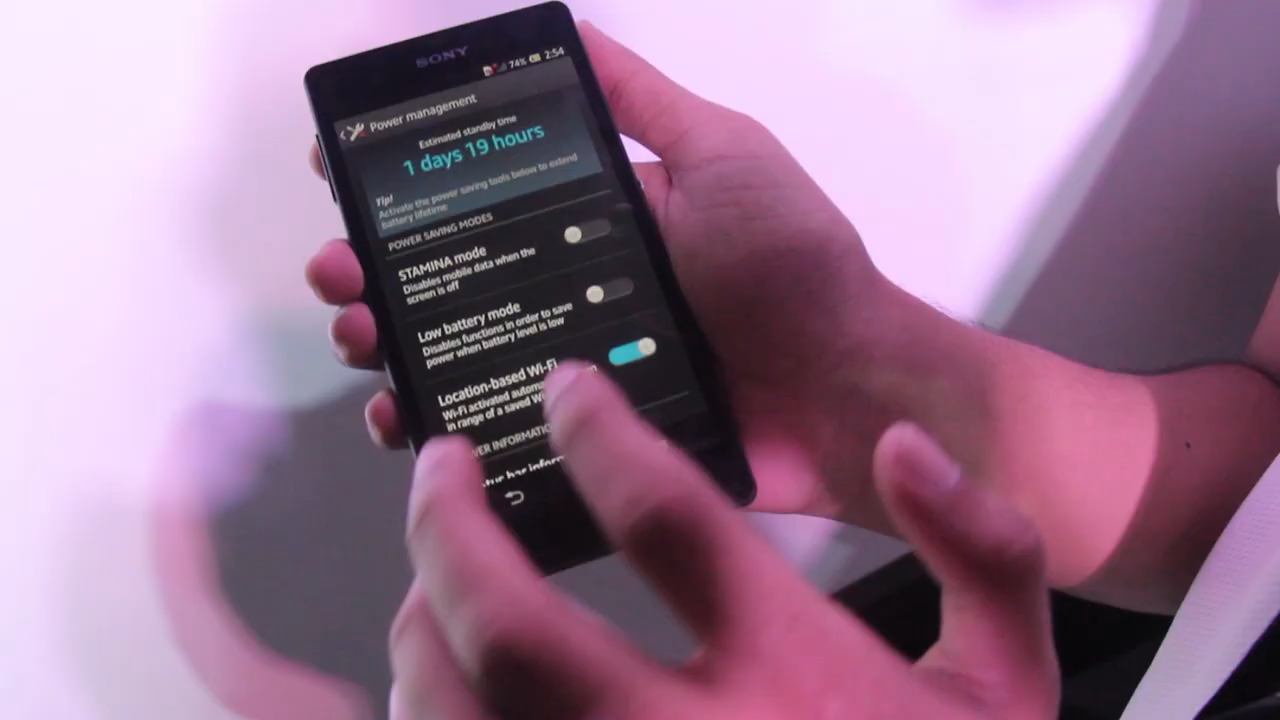 SONY
74% 2:54
Power management
Estimated standby time
1 days 19 hours
Tip!
Activate the power saving tools below to extend
battery lifetime
POWER SAVING MODES
STAMINA mode
Disables mobile data when the
screen is off
Low battery mode
Disables functions in order to save
power when battery level is low
Location-based Wi-Fi
Wi-Fi activated
in range of a saved